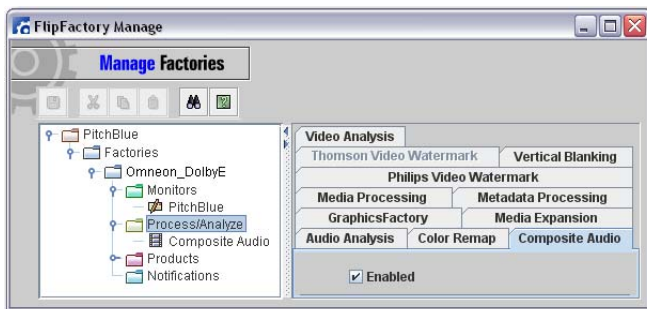 FlipFactory Manage
Manage Factories
PitchBlue
Factories
Omneon_DolbyE
Monitors
PitchBlue
Process/Analyze
Composite Audio
Products
Notifications
Video Analysis
Thomson Video Watermark
Vertical Blanking
Philips Video Watermark
Media Processing
Metadata Processing
GraphicsFactory
Media Expansion
Audio Analysis
Color Remap
Composite Audio
Enabled